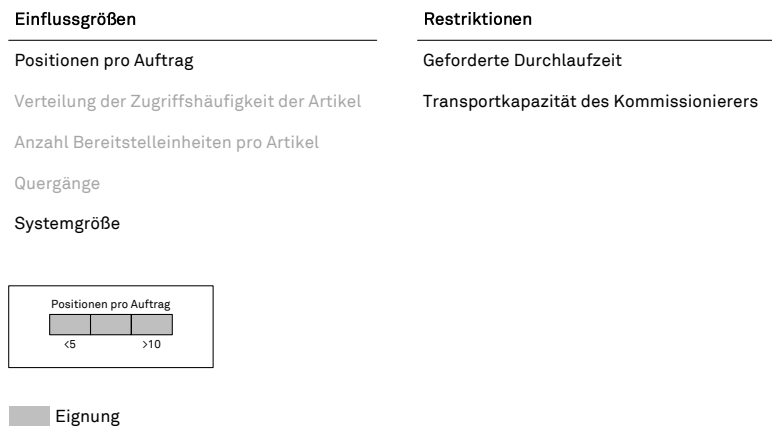 Einflussgrößen
Positionen pro Auftrag
Verteilung der Zugriffshäufigkeit der Artikel
Anzahl Bereitstelleinheiten pro Artikel
Quergänge
Systemgröße
Restriktionen
Geforderte Durchlaufzeit
Transportkapazität des Kommissionierers
Positionen pro Auftrag
<5 >10
Eignung